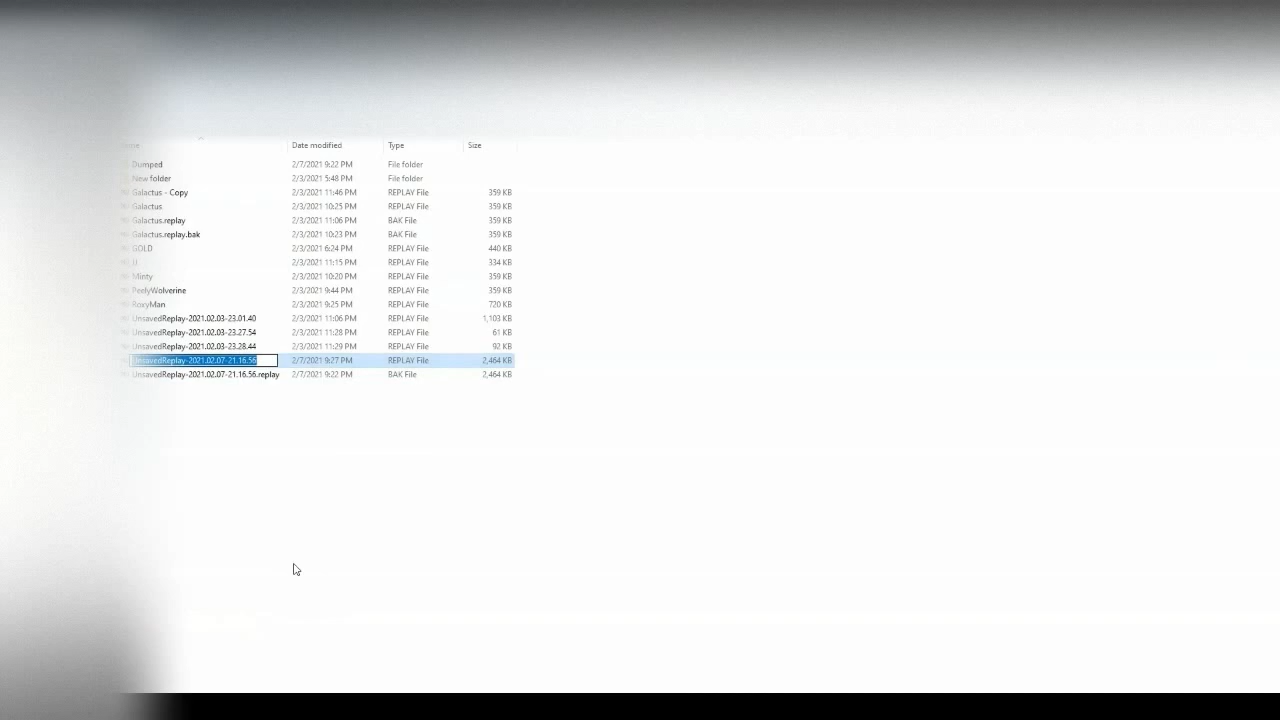 Date modified Type Size
Dumped 2/7/2021 9:22 PM File folder
New folder 2/3/2021 5:48 PM File folder
Galactus - Copy 2/3/2021 11:46 PM REPLAY File 359 KB
Galactus 2/3/2021 10:25 PM REPLAY File 359 KB
Galactus.replay 2/3/2021 11:06 PM BAK File 359 KB
Galactus.replay.bak 2/3/2021 10:23 PM BAK File 359 KB
GOLD 2/3/2021 6:24 PM REPLAY File 440 KB
2/3/2021 11:15 PM REPLAY File 334 KB
Minty 2/3/2021 10:20 PM REPLAY File 359 KB
PeelyWolverine 2/3/2021 9:44 PM REPLAY File 359 KB
RoxyMan 2/3/2021 9:25 PM REPLAY File 720 KB
UnsavedReplay-2021.02.03-23.01.40 2/3/2021 11:06 PM REPLAY File 1,103 KB
UnsavedReplay-2021.02.03-23.27.54 2/3/2021 11:28 PM REPLAY File 61 KB
UnsavedReplay-2021.02.03-23.28.44 2/3/2021 11:29 PM REPLAY File 92 KB
UnsavedReplay-2021.02.07-21.16.56 2/7/2021 9:27 PM REPLAY File 2,464 KB
UnsavedReplay-2021.02.07-21.16.56.replay 2/7/2021 9:22 PM BAK File 2,464 KB